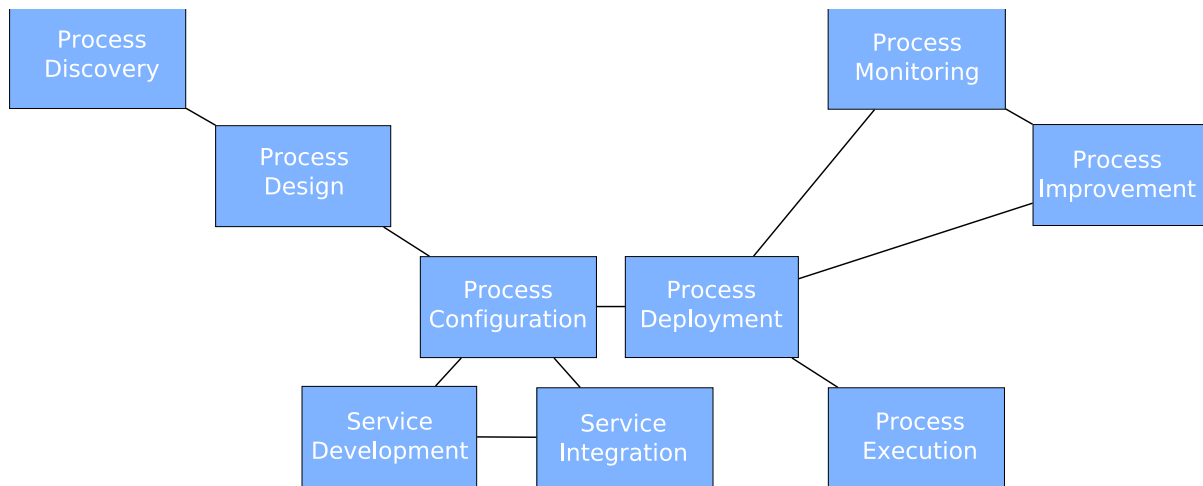 Process
Discovery
Process
Monitoring
Process
Design
Process
Improvement
Process
Configuration
Process
Deployment
Service
Development
Service
Integration
Process
Execution